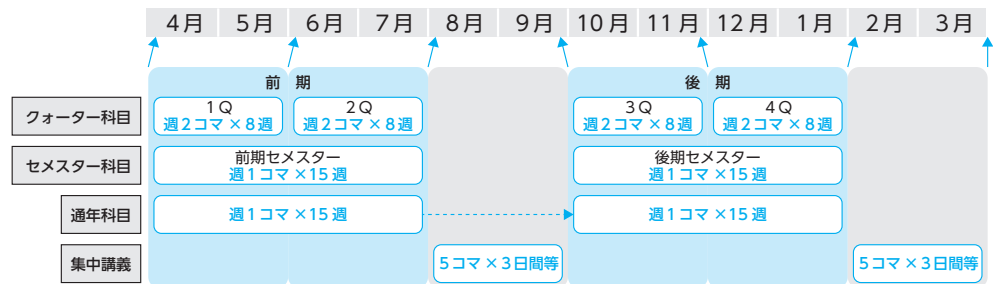 4月 5月 6月 7月 8月 9月 10月 11月 12月 1月 2月 3月
前 期
後 期
クォーター科目
1Q
週2コマ×8週
2Q
週2コマ×8週
3Q
週2コマ×8週
4Q
週2コマ×8週
セメスター科目
前期セメスター
週1コマ×15週
後期セメスター
週1コマ×15週
通年科目
週1コマ×15週
週1コマ×15週
集中講義
5コマ×3日間等
5コマ×3日間等